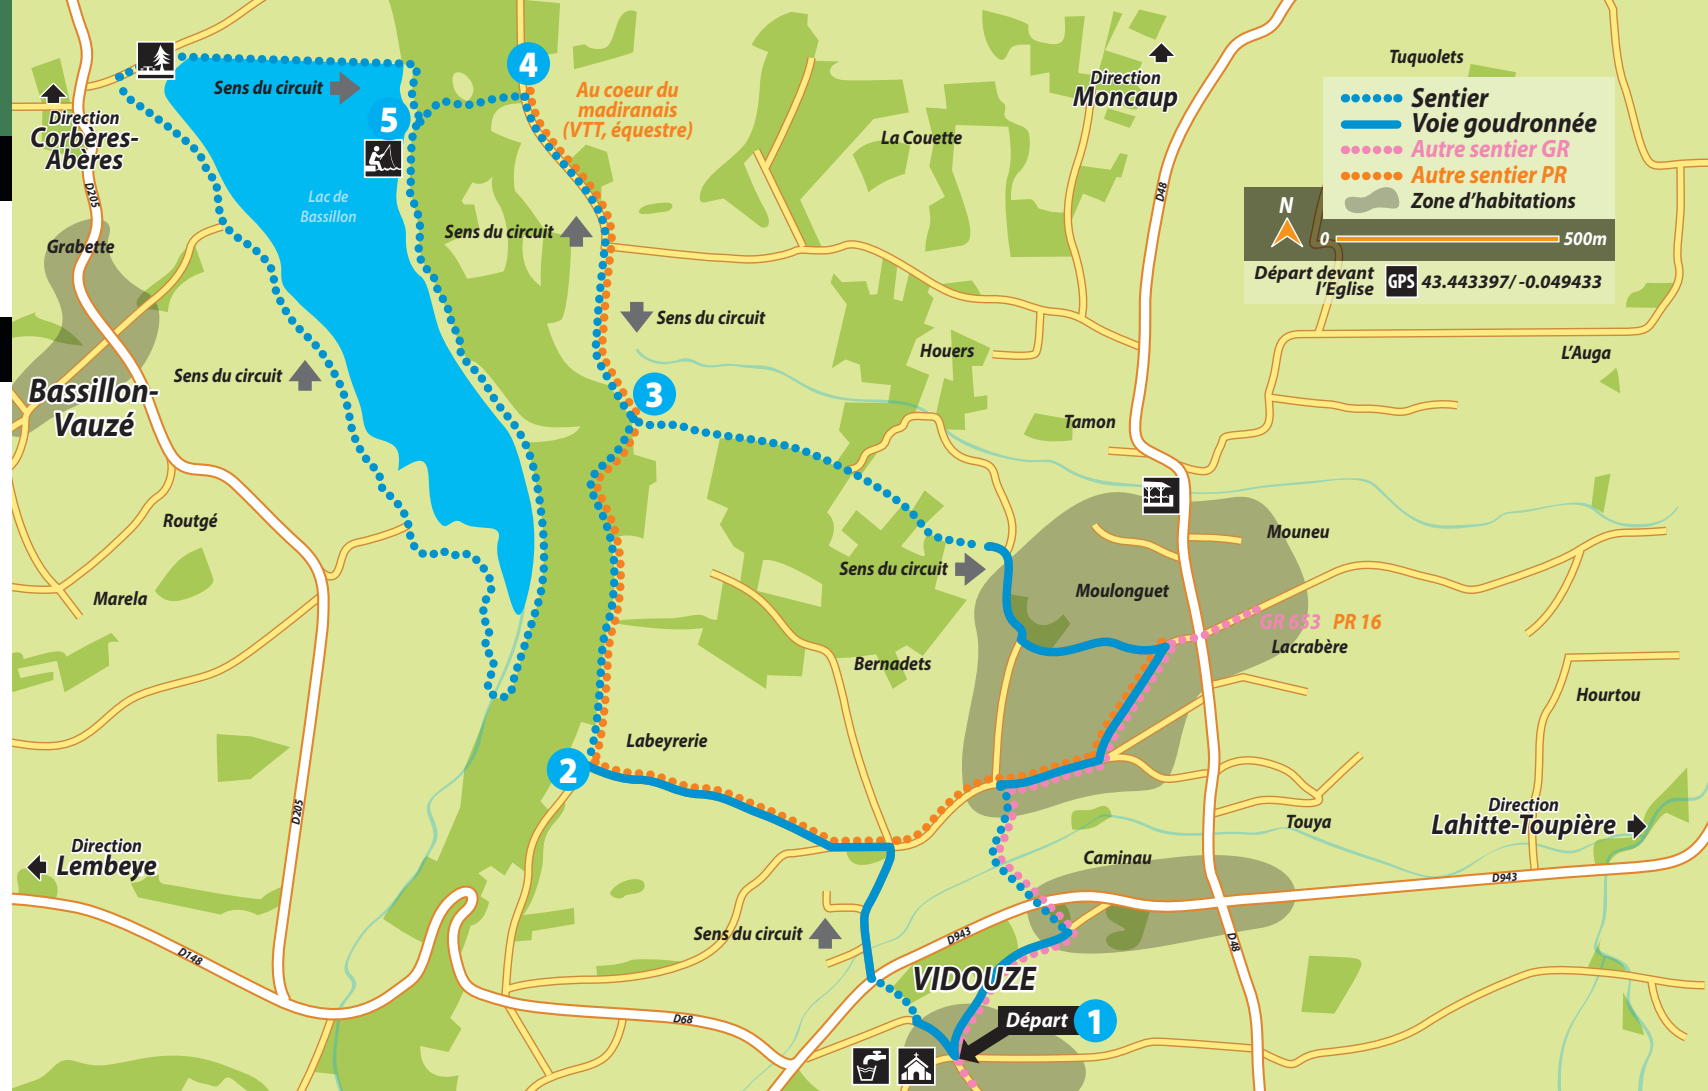 4
Au coeur du
madiranais
(VTT, équestre)
Sens du circuit
5
Direction
Corbères-
Abères
D205
Lac de
Bassillon
Grabette
Sens du circuit
Sens du circuit
Sens du circuit
Bassillon-
Vauzé
3
Routgé
Marela
La Couette
Direction
Moncaup
D48
Tuquolets
Sentier
Voie goudronnée
Autre sentier GR
Autre sentier PR
Zone d'habitations
N
0
500m
Départ devant
l'Eglise
GPS
43.443397/ -0.049433
Houers
L'Auga
Tamon
Mouneu
Sens du circuit
Moulonguet
GR 653
PR 16
Lacrabère
Bernadets
Hourtou
Labeyrerie
2
D205
Direction
Lahitte-Toupière
Touya
Direction
Lembeye
Caminau
D943
Sens du circuit
D943
D48
D148
VIDOUZE
D68
Départ
1